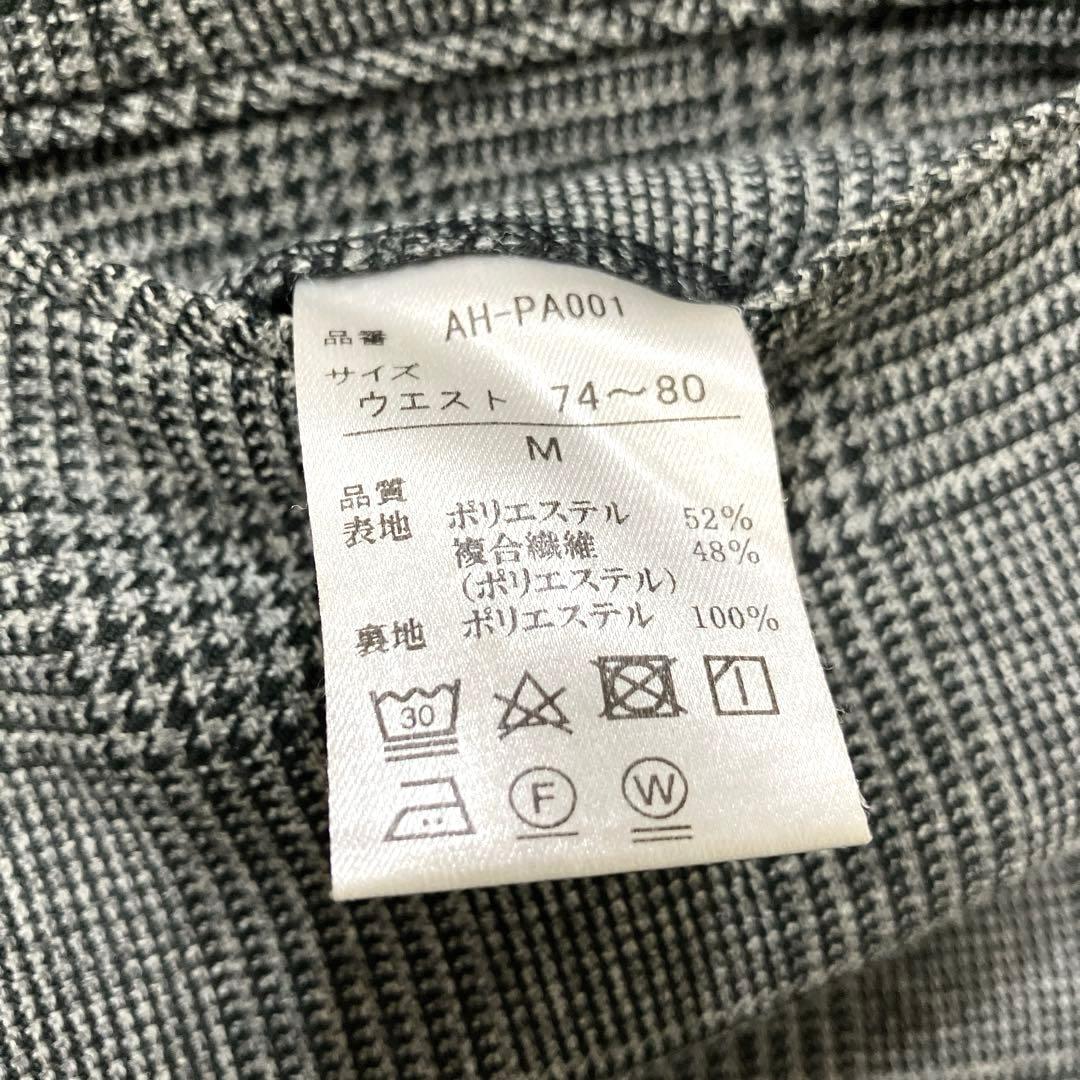 品番 AH-PA001
サイズ
ウエスト 74～80
M
品質
表地 ポリエステル 52%
複合繊維 48%
(ポリエステル)
裏地 ポリエステル 100%
30
F W